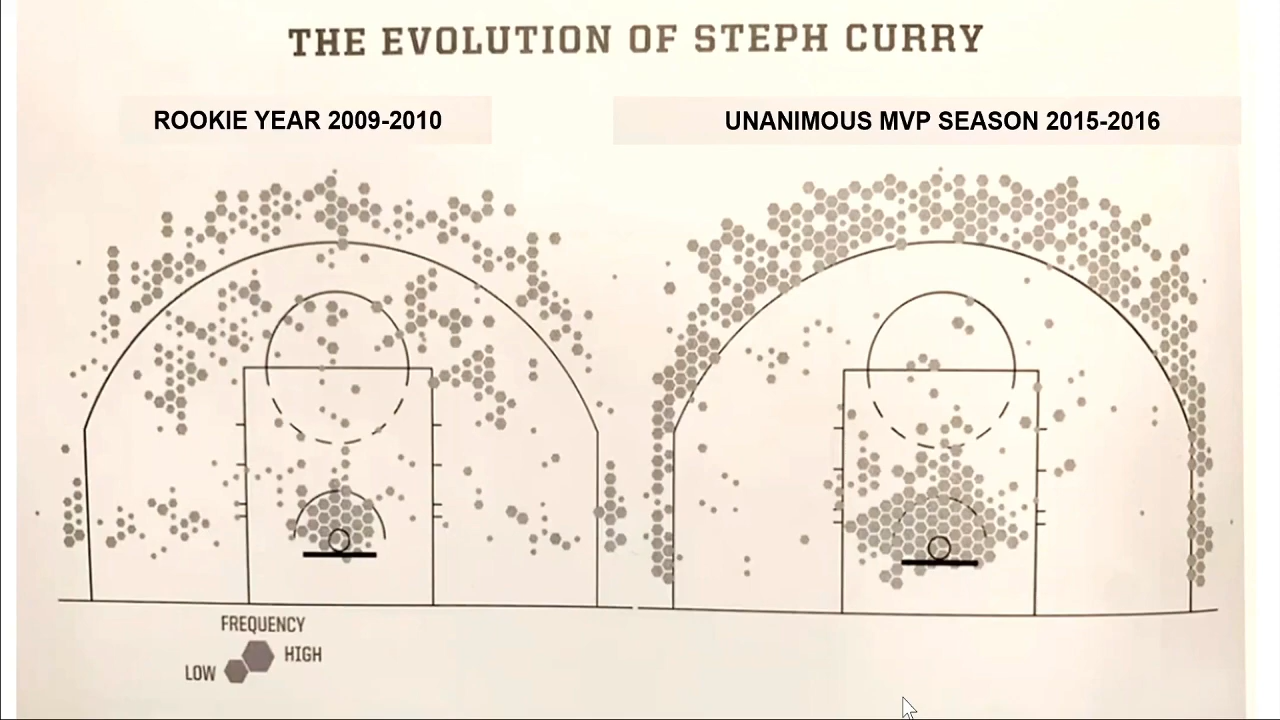 THE EVOLUTION OF STEPH CURRY
ROOKIE YEAR 2009-2010
UNANIMOUS MVP SEASON 2015-2016
FREQUENCY
LOW
HIGH